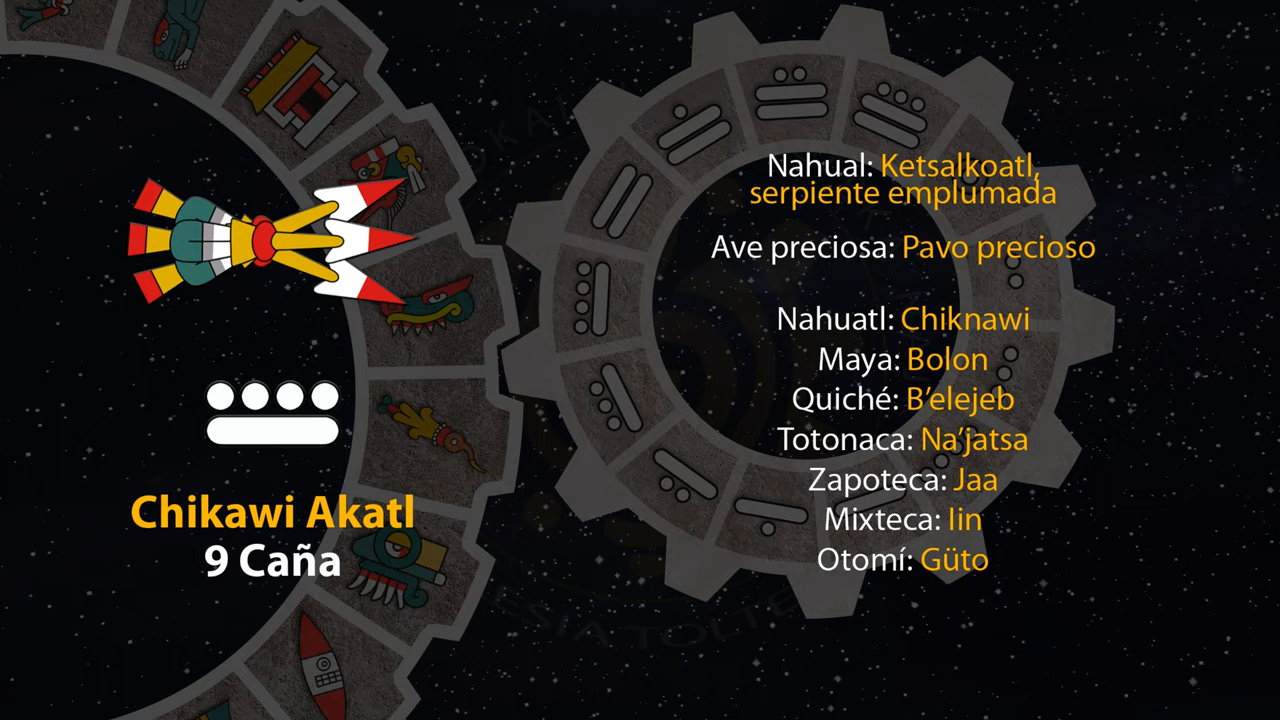 Nahual: Ketsalkoatl,
serpiente emplumada
Ave preciosa: Pavo precioso
Nahuatl: Chiknawi
Maya: Bolon
Quiché: B’elejeb
Totonaca: Na’jatsa
Zapoteca: Jaa
Mixteca: Iin
Otomí: Güto
Chikawi Akatl
9 Caña